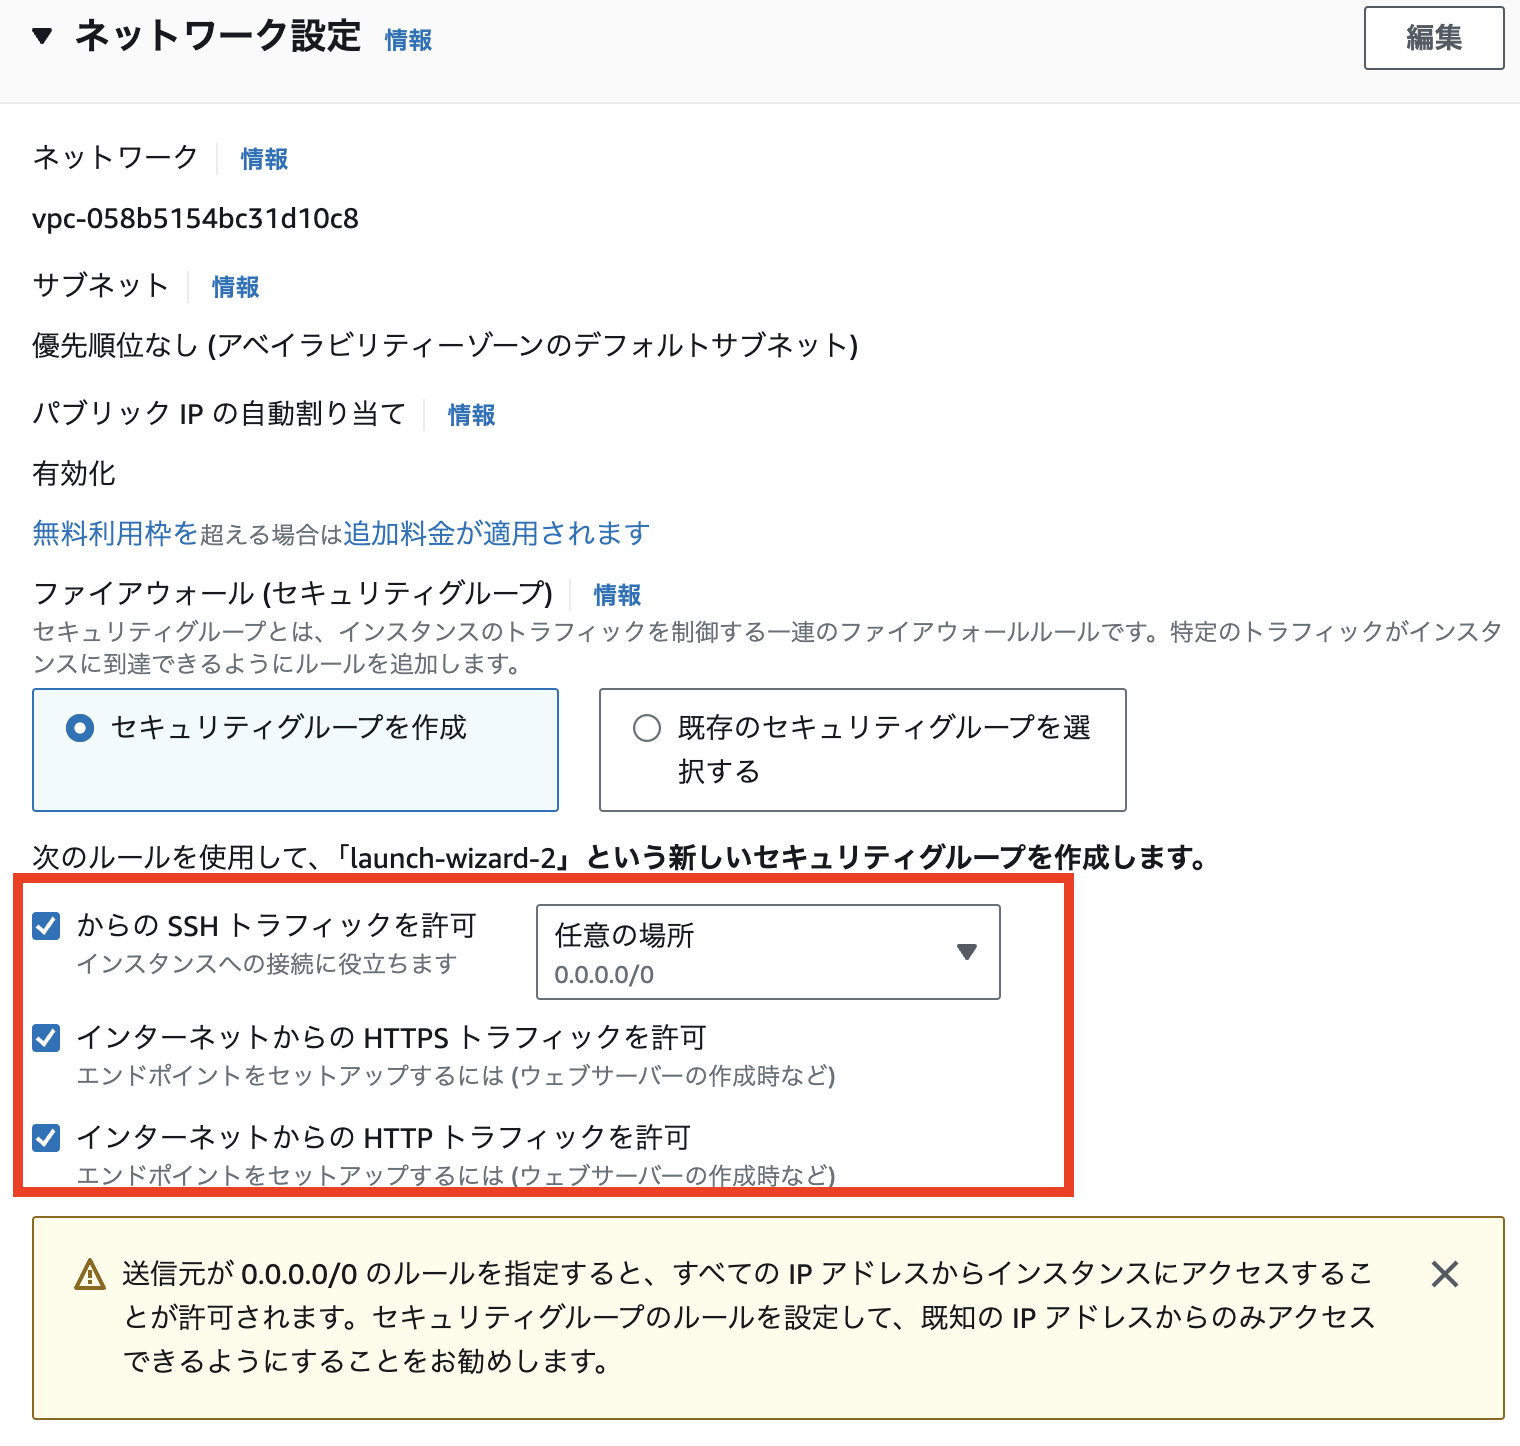 ネットワーク設定 情報
編集
ネットワーク 情報
vpc-058b5154bc31d10c8
サブネット 情報
優先順位なし (アベイラビリティーゾーンのデフォルトサブネット)
パブリック IP の自動割り当て 情報
有効化
無料利用枠を超える場合は追加料金が適用されます
ファイアウォール (セキュリティグループ) 情報
セキュリティグループとは、インスタンスのトラフィックを制御する一連のファイアウォールルールです。特定のトラフィックがインスタ
ンスに到達できるようにルールを追加します。
セキュリティグループを作成
既存のセキュリティグループを選
択する
次のルールを使用して、「launch-wizard-2」という新しいセキュリティグループを作成します。
からの SSH トラフィックを許可
インスタンスへの接続に役立ちます
任意の場所
0.0.0.0/0
インターネットからの HTTPS トラフィックを許可
エンドポイントをセットアップするには (ウェブサーバーの作成時など)
インターネットからの HTTP トラフィックを許可
エンドポイントをセットアップするには (ウェブサーバーの作成時など)
送信元が 0.0.0.0/0 のルールを指定すると、すべての IP アドレスからインスタンスにアクセスするこ
とが許可されます。セキュリティグループのルールを設定して、既知の IP アドレスからのみアクセス
できるようにすることをお勧めします。